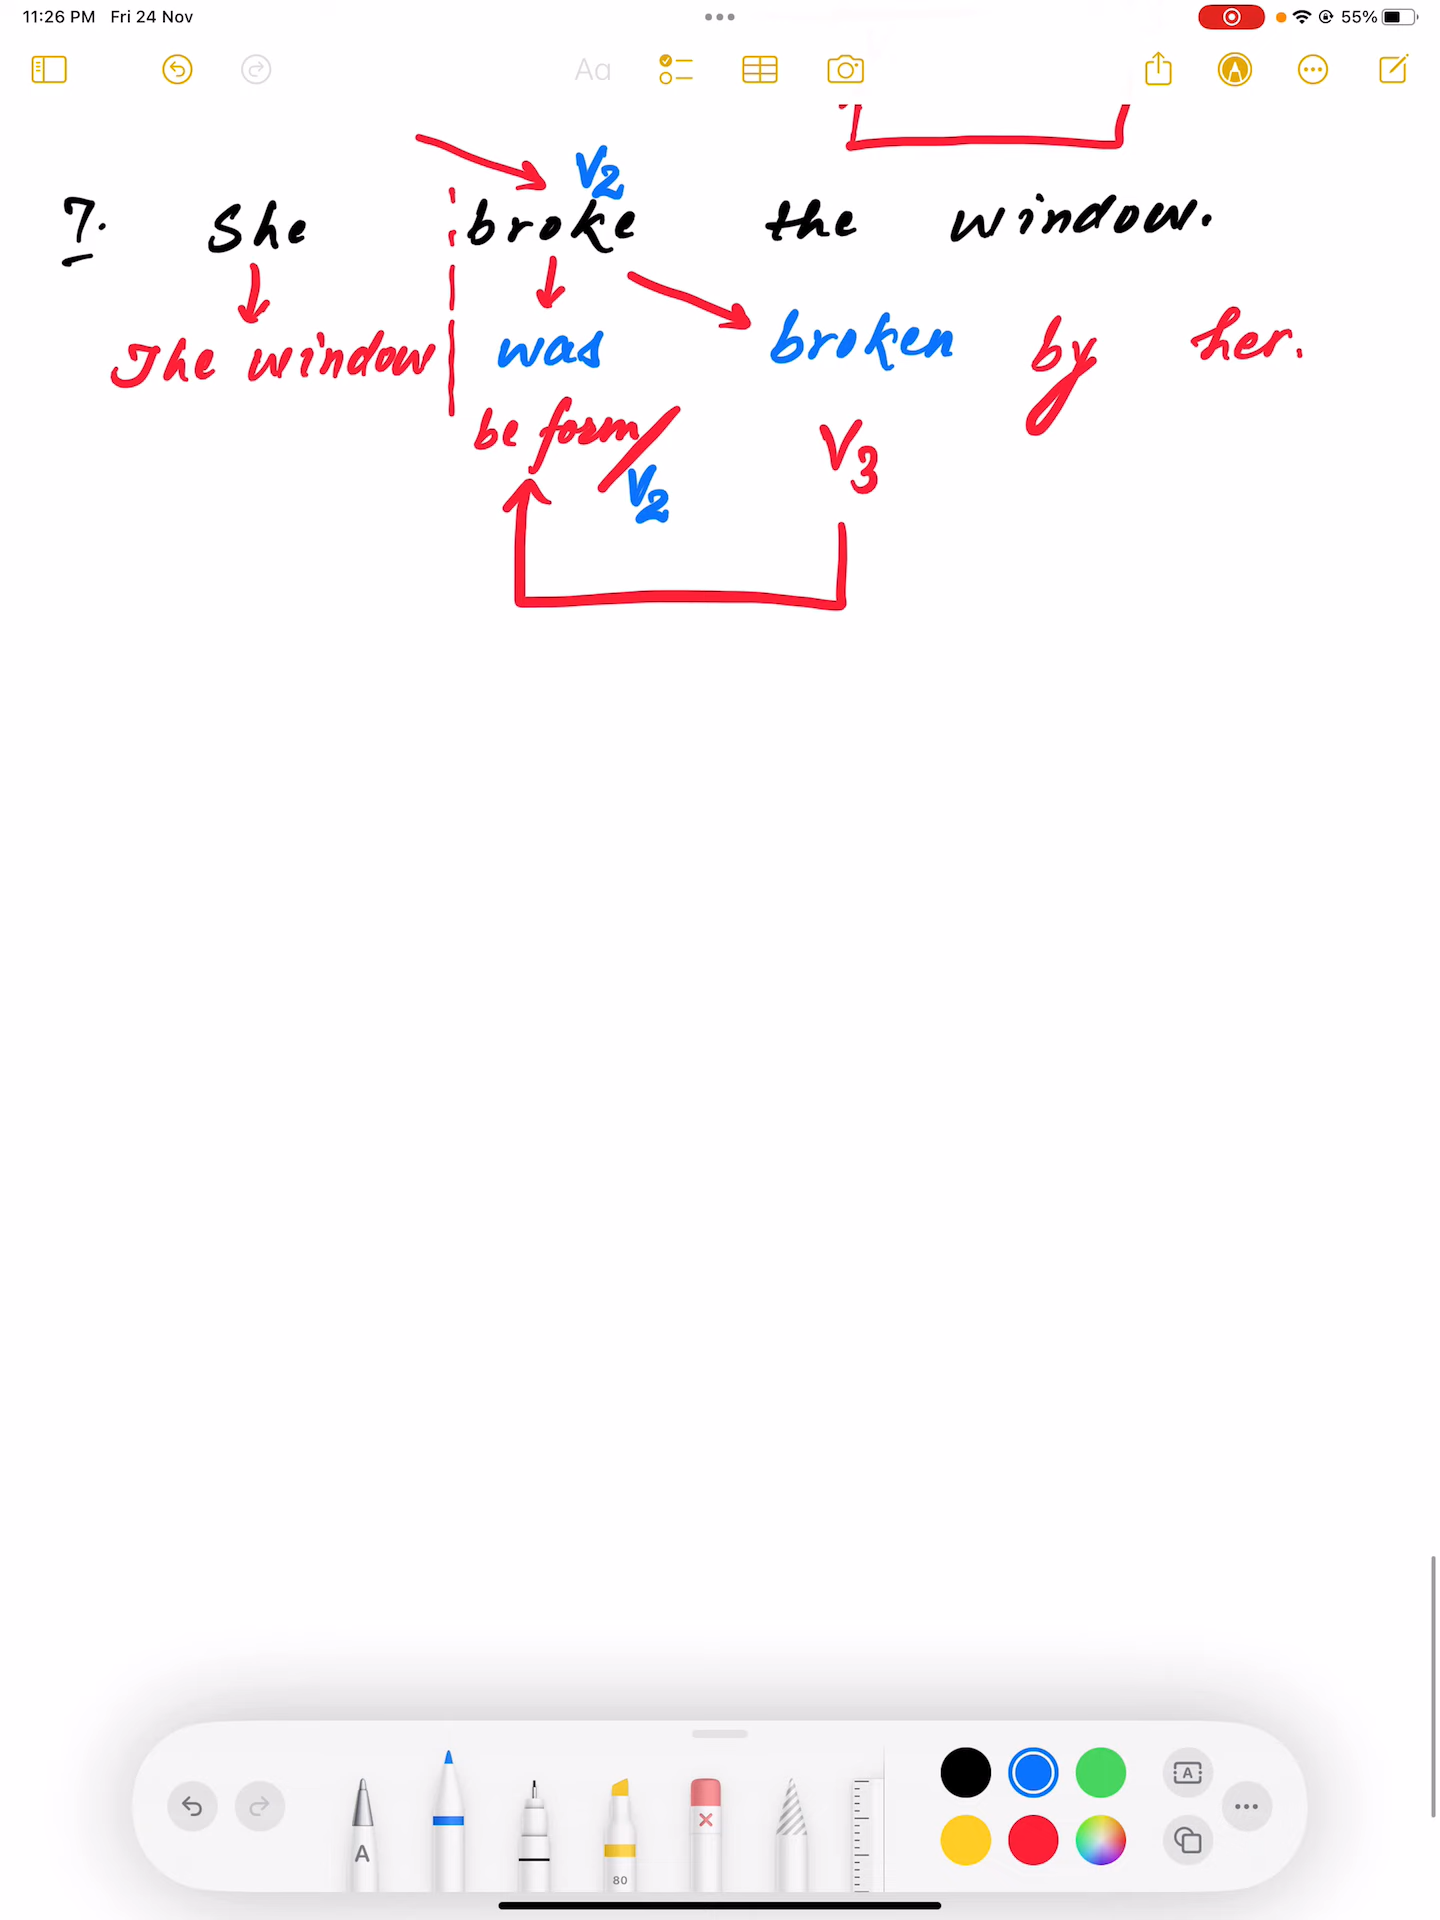 11:26 PM Fri 24 Nov 55%
Aa
V2
7. She broke the window.
The window was broken by her.
be form/ V3
V2
A 80 A